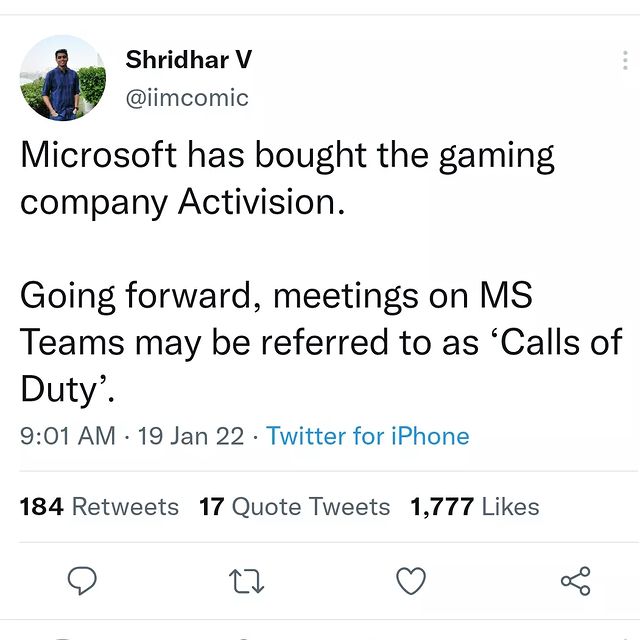 Shridhar V
@iimcomic
Microsoft has bought the gaming
company Activision.
Going forward, meetings on MS
Teams may be referred to as ‘Calls of
Duty’.
9:01 AM · 19 Jan 22 · Twitter for iPhone
184 Retweets 17 Quote Tweets 1,777 Likes